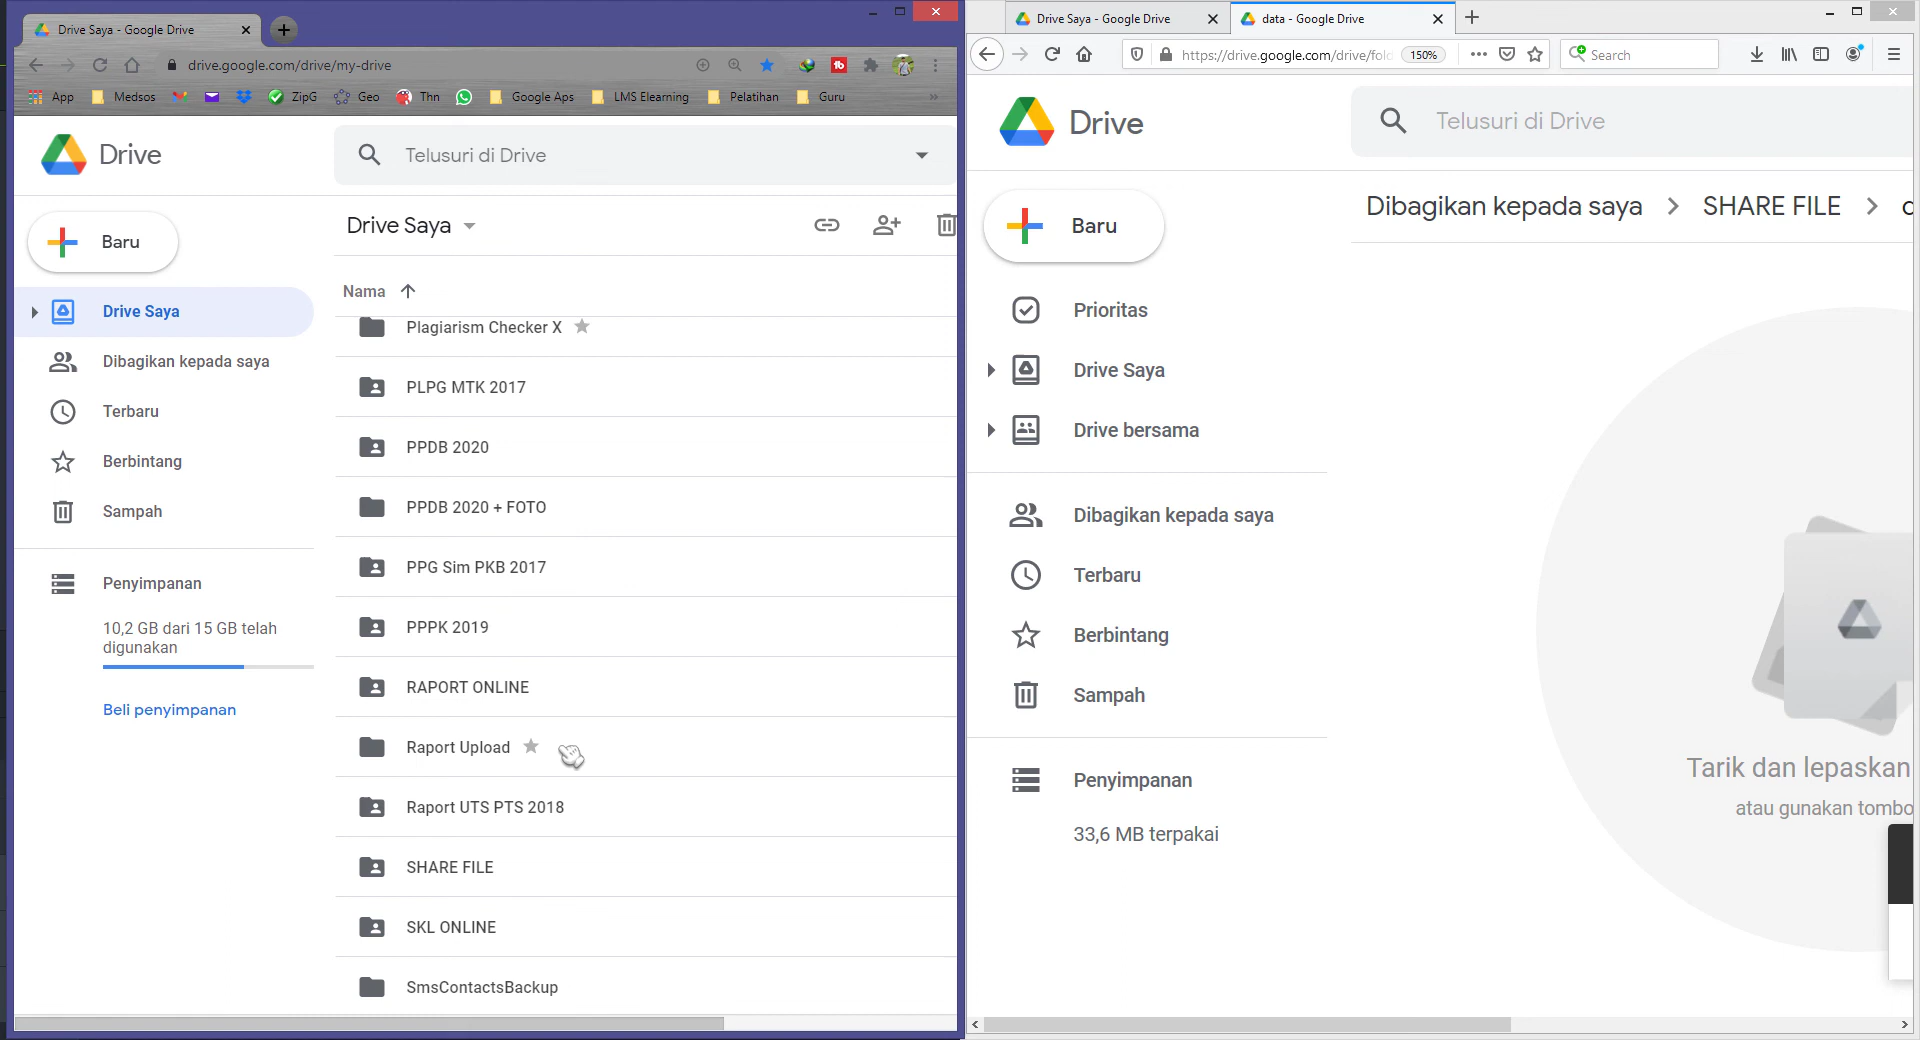 Drive Saya - Google Drive
drive.google.com/drive/my-drive
App
Medsos
ZipG
Geo
Thn
Google Aps
LMS Elearning
Pelatihan
Guru
Drive
Telusuri di Drive
Baru
Drive Saya
Dibagikan kepada saya
Terbaru
Berbintang
Sampah
Penyimpanan
10,2 GB dari 15 GB telah
digunakan
Beli penyimpanan
Drive Saya
Nama
Plagiarism Checker X
PLPG MTK 2017
PPDB 2020
PPDB 2020 + FOTO
PPG Sim PKB 2017
PPPK 2019
RAPORT ONLINE
Raport Upload
Raport UTS PTS 2018
SHARE FILE
SKL ONLINE
SmsContactsBackup
Drive Saya - Google Drive
data - Google Drive
https://drive.google.com/drive/fol
150%
Search
Drive
Telusuri di Drive
Baru
Dibagikan kepada saya > SHARE FILE >
Prioritas
Drive Saya
Drive bersama
Dibagikan kepada saya
Terbaru
Berbintang
Sampah
Penyimpanan
33,6 MB terpakai
Tarik dan lepaskan
atau gunakan tombo